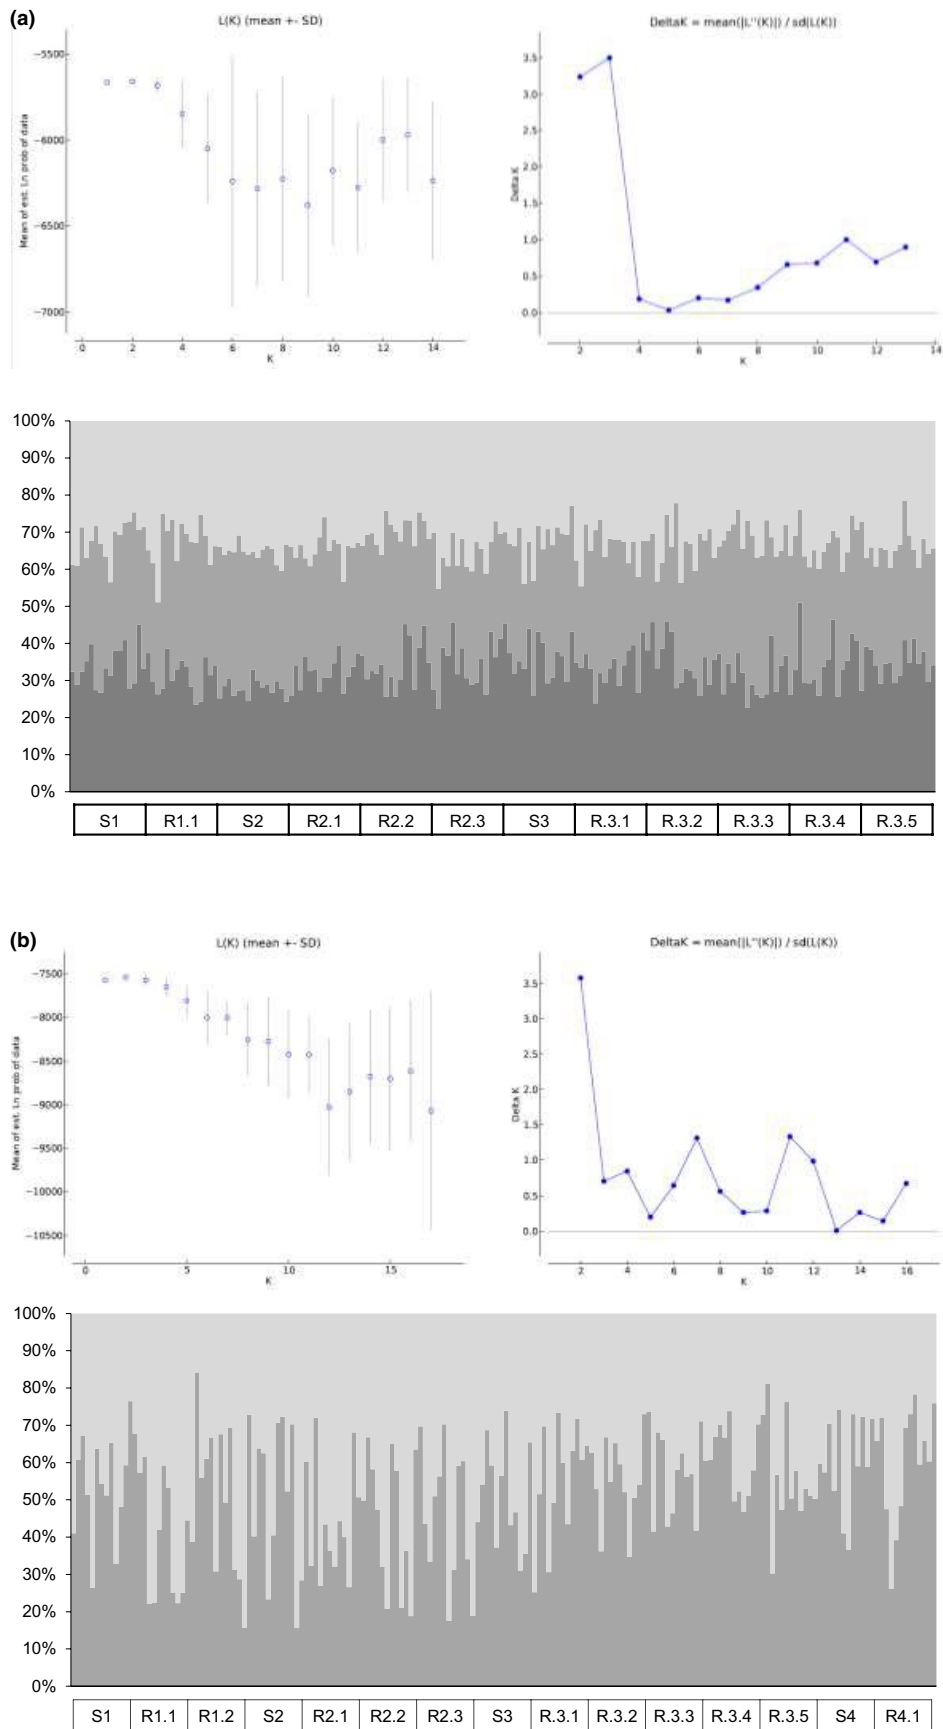 (a)
L(K) (mean +- SD)
DeltaK = mean(|L''(K)|) / sd(L(K))
Mean of est. Ln prob of data
−5500
−6000
−6500
−7000
0 2 4 6 8 10 12 14
K
Delta K
3.5
3.0
2.5
2.0
1.5
1.0
0.5
0.0
2 4 6 8 10 12 14
K
100%
90%
80%
70%
60%
50%
40%
30%
20%
10%
0%
S1 R1.1 S2 R2.1 R2.2 R2.3 S3 R.3.1 R.3.2 R.3.3 R.3.4 R.3.5
(b)
L(K) (mean +- SD)
DeltaK = mean(|L''(K)|) / sd(L(K))
Mean of est. Ln prob of data
−7500
−8000
−8500
−9000
−9500
−10000
−10500
0 5 10 15
K
Delta K
3.5
3.0
2.5
2.0
1.5
1.0
0.5
0.0
2 4 6 8 10 12 14 16
K
100%
90%
80%
70%
60%
50%
40%
30%
20%
10%
0%
S1 R1.1 R1.2 S2 R2.1 R2.2 R2.3 S3 R.3.1 R.3.2 R.3.3 R.3.4 R.3.5 S4 R4.1